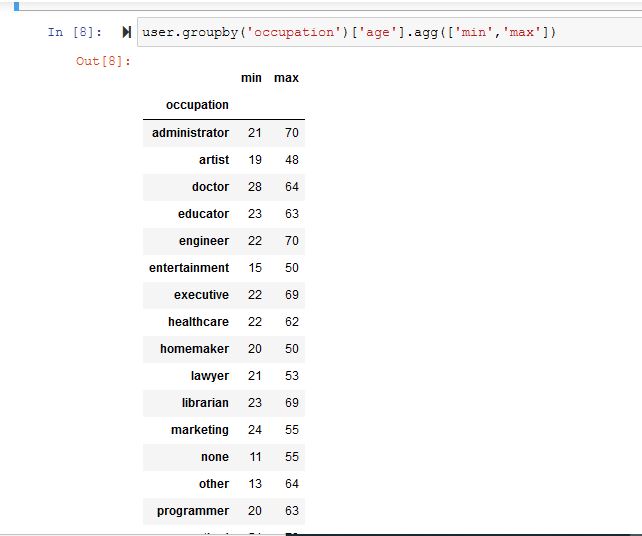 In [8]: user.groupby('occupation')['age'].agg(['min','max'])
Out[8]:
min max
occupation
administrator 21 70
artist 19 48
doctor 28 64
educator 23 63
engineer 22 70
entertainment 15 50
executive 22 69
healthcare 22 62
homemaker 20 50
lawyer 21 53
librarian 23 69
marketing 24 55
none 11 55
other 13 64
programmer 20 63